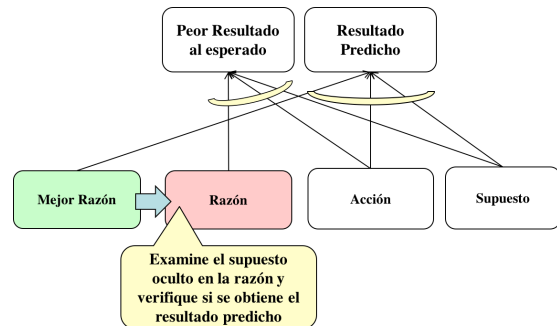 Peor Resultado
al esperado
Resultado
Predicho
Mejor Razón
Razón
Acción
Supuesto
Examine el supuesto
oculto en la razón y
verifique si se obtiene el
resultado predicho